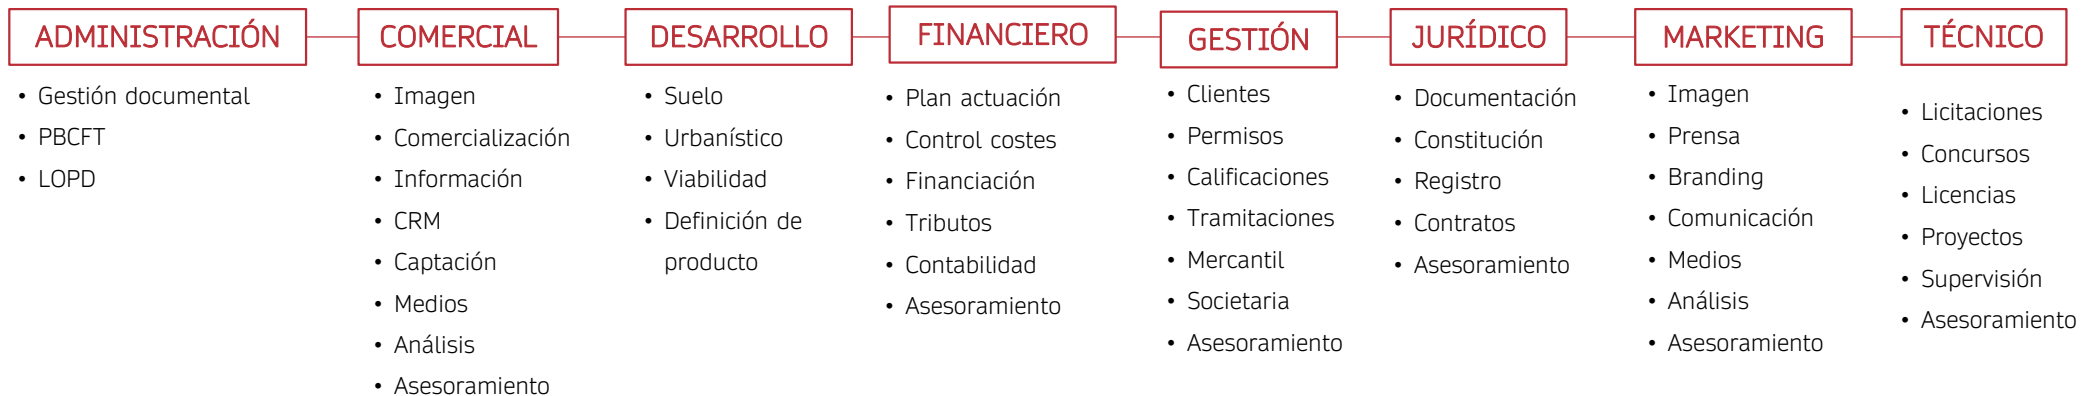 ADMINISTRACIÓN
• Gestión documental
• PBCFT
• LOPD
COMERCIAL
• Imagen
• Comercialización
• Información
• CRM
• Captación
• Medios
• Análisis
• Asesoramiento
DESARROLLO
• Suelo
• Urbanístico
• Viabilidad
• Definición de
producto
FINANCIERO
• Plan actuación
• Control costes
• Financiación
• Tributos
• Contabilidad
• Asesoramiento
GESTIÓN
• Clientes
• Permisos
• Calificaciones
• Tramitaciones
• Mercantil
• Societaria
• Asesoramiento
JURÍDICO
• Documentación
• Constitución
• Registro
• Contratos
• Asesoramiento
MARKETING
• Imagen
• Prensa
• Branding
• Comunicación
• Medios
• Análisis
• Asesoramiento
TÉCNICO
• Licitaciones
• Concursos
• Licencias
• Proyectos
• Supervisión
• Asesoramiento